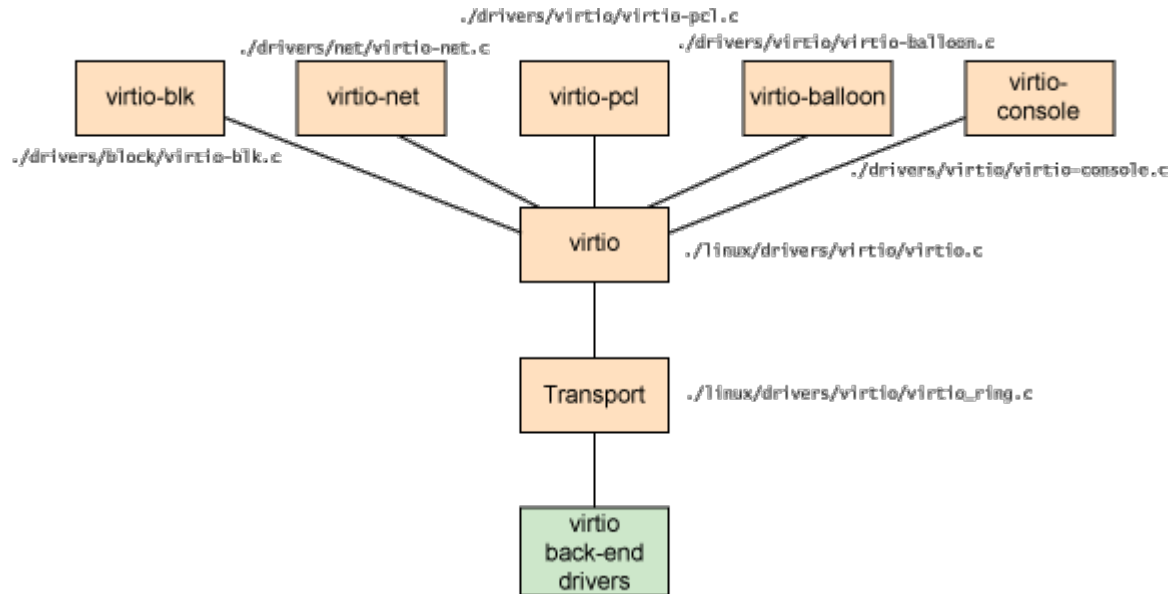 ./drivers/virtio/virtio-pcl.c
./drivers/net/virtio-net.c
./drivers/virtio/virtio-balloon.c
virtio-blk
virtio-net
virtio-pcl
virtio-balloon
virtio-
console
./drivers/block/virtio-blk.c
./drivers/virtio/virtio-console.c
virtio
./linux/drivers/virtio/virtio.c
Transport
./linux/drivers/virtio/virtio_ring.c
virtio
back-end
drivers